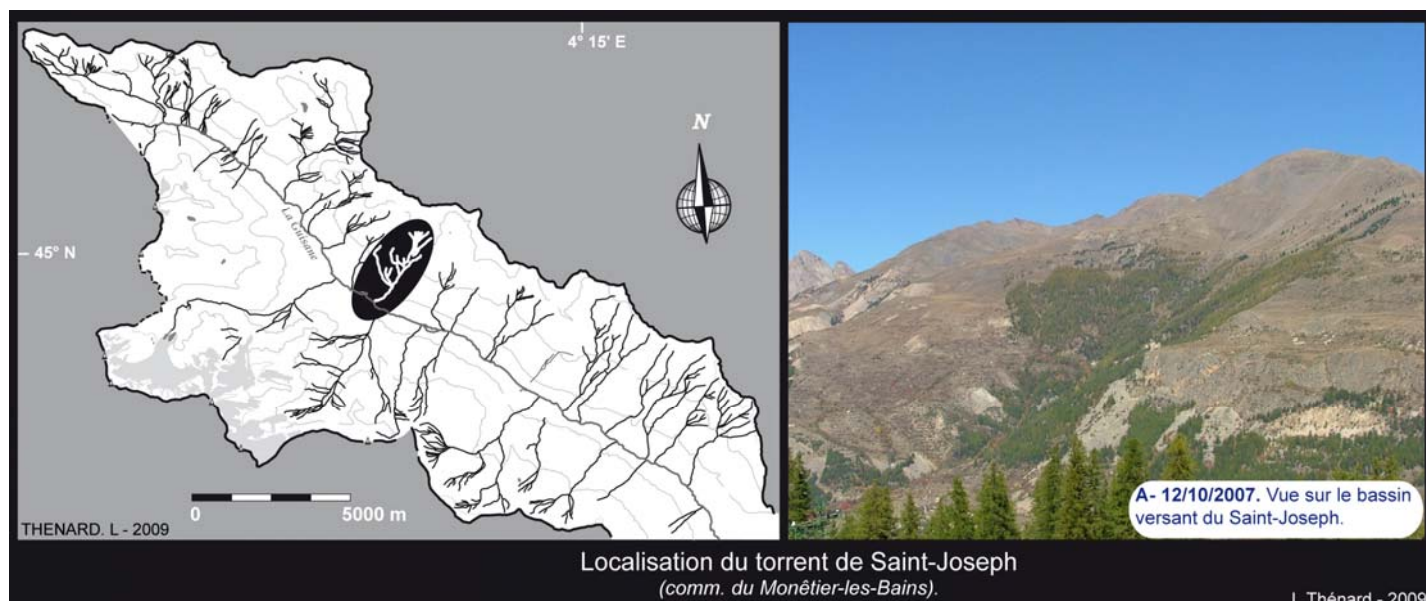 4° 15' E
N
La Guisane
45° N
0 5000 m
THENARD. L - 2009
A- 12/10/2007. Vue sur le bassin
versant du Saint-Joseph.
Localisation du torrent de Saint-Joseph
(comm. du Monêtier-les-Bains).
L Thénard - 2009